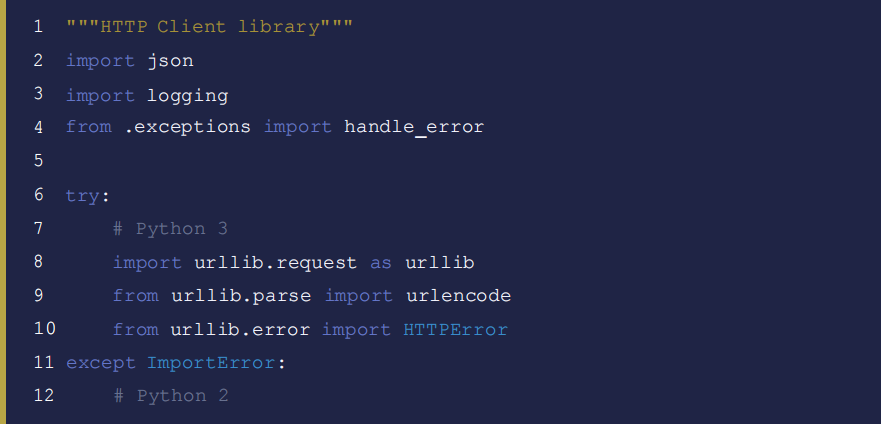 1 """HTTP Client library"""
2 import json
3 import logging
4 from .exceptions import handle_error
5
6 try:
7     # Python 3
8     import urllib.request as urllib
9     from urllib.parse import urlencode
10     from urllib.error import HTTPError
11 except ImportError:
12     # Python 2